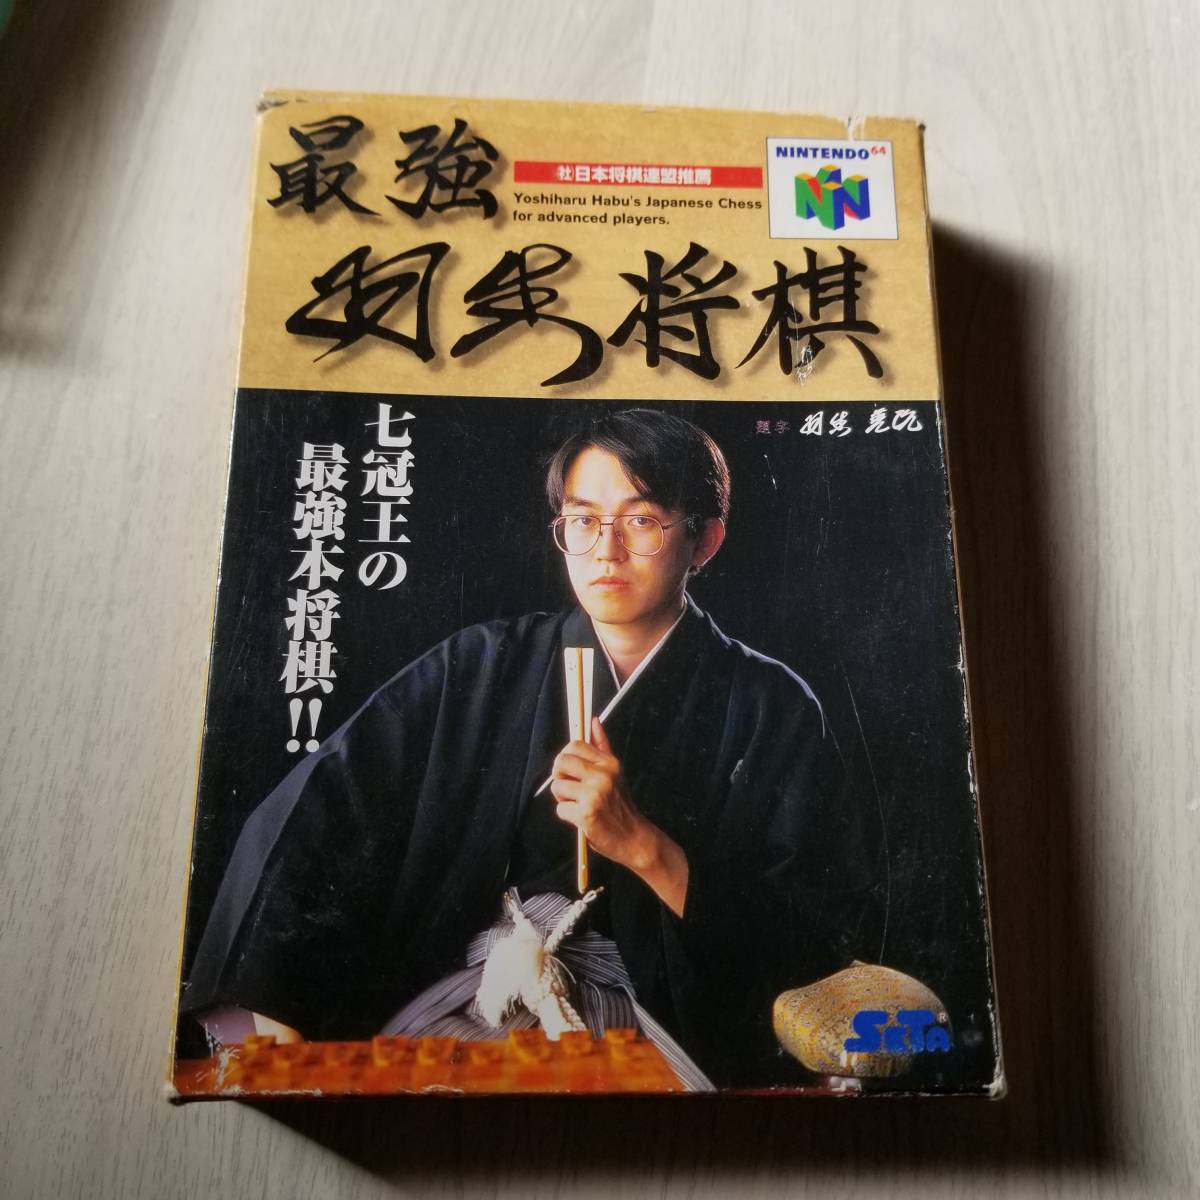 最強
㈳日本将棋連盟推薦
Yoshiharu Habu's Japanese Chess
for advanced players.
NINTENDO64
羽生将棋
題字 羽生善治
七冠王の
最強本将棋!!
SETA®